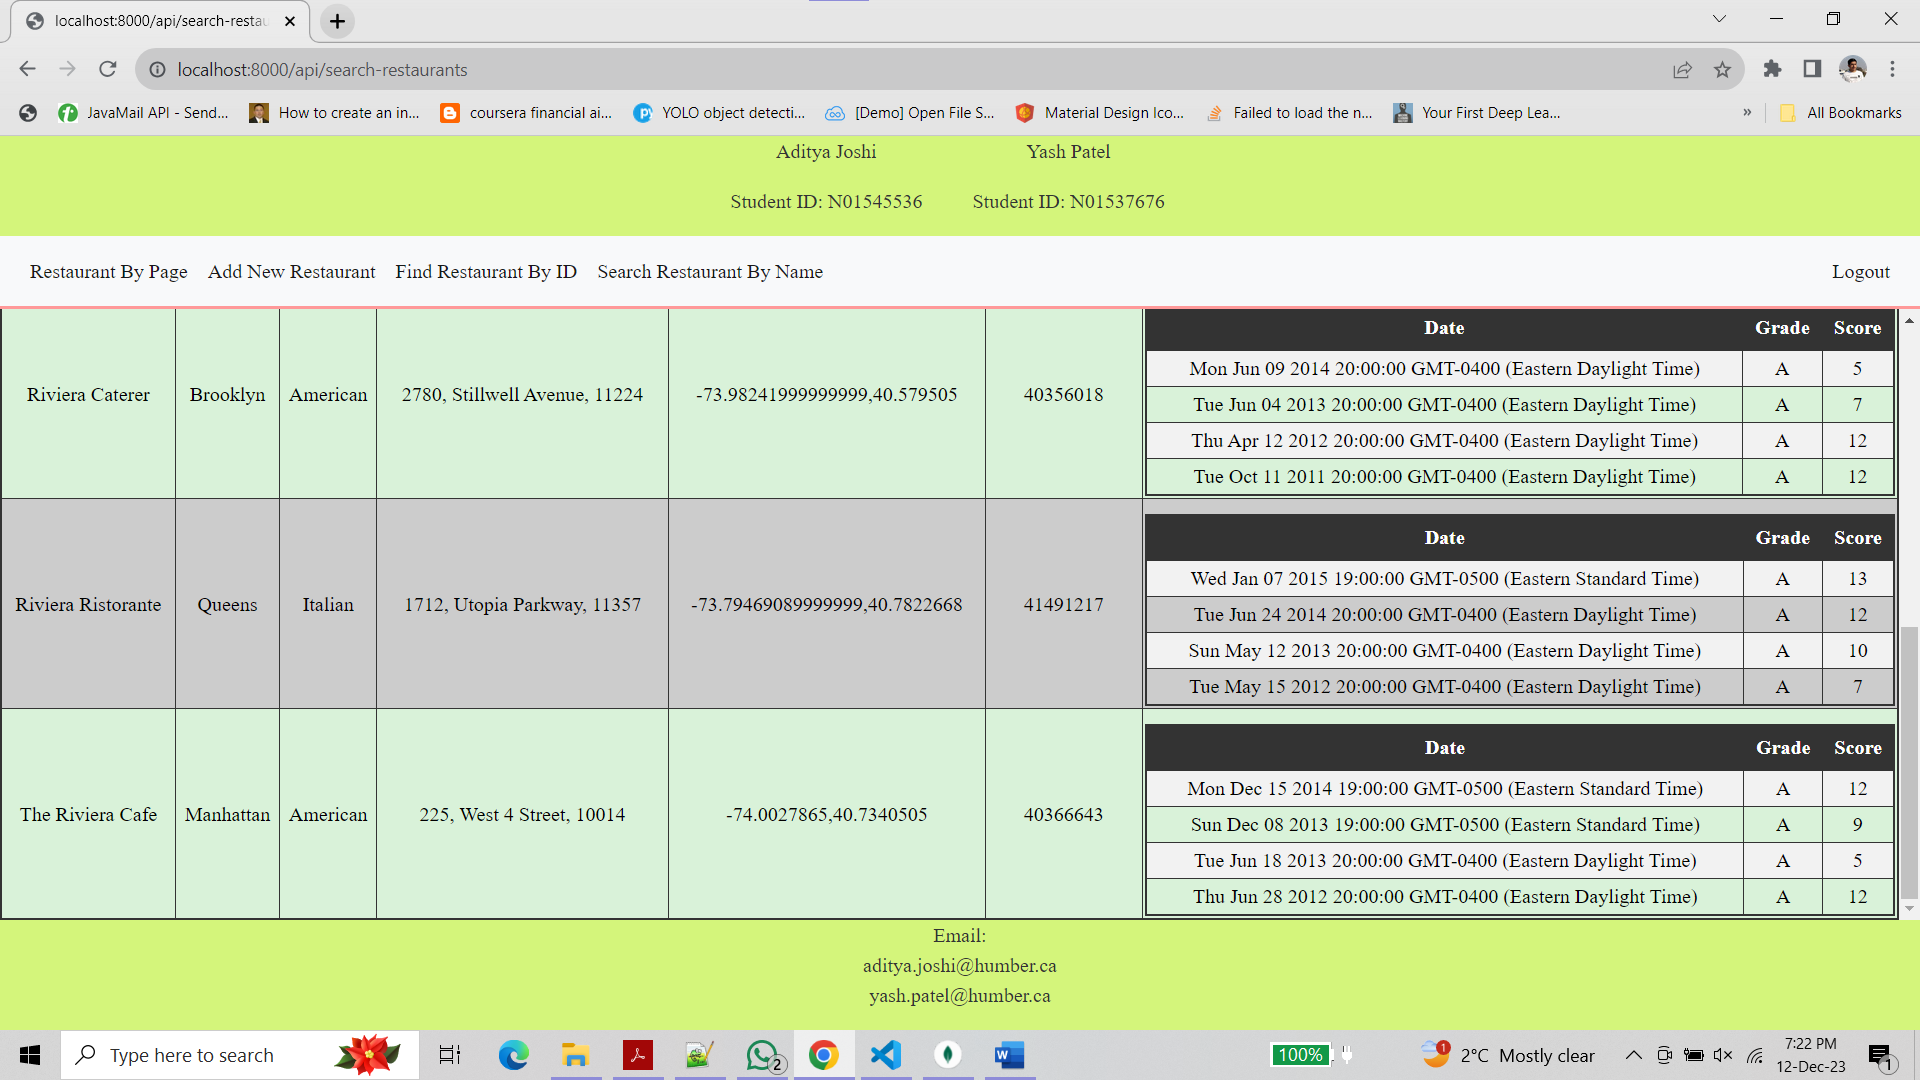 localhost:8000/api/search-restau
localhost:8000/api/search-restaurants
JavaMail API - Send... How to create an in... coursera financial ai... YOLO object detecti... [Demo] Open File S... Material Design Ico... Failed to load the n... Your First Deep Lea... » All Bookmarks
Aditya Joshi Yash Patel
Student ID: N01545536 Student ID: N01537676
Restaurant By Page Add New Restaurant Find Restaurant By ID Search Restaurant By Name Logout
Date Grade Score
Riviera Caterer Brooklyn American 2780, Stillwell Avenue, 11224 -73.98241999999999,40.579505 40356018
Mon Jun 09 2014 20:00:00 GMT-0400 (Eastern Daylight Time) A 5
Tue Jun 04 2013 20:00:00 GMT-0400 (Eastern Daylight Time) A 7
Thu Apr 12 2012 20:00:00 GMT-0400 (Eastern Daylight Time) A 12
Tue Oct 11 2011 20:00:00 GMT-0400 (Eastern Daylight Time) A 12
Riviera Ristorante Queens Italian 1712, Utopia Parkway, 11357 -73.79469089999999,40.7822668 41491217
Date Grade Score
Wed Jan 07 2015 19:00:00 GMT-0500 (Eastern Standard Time) A 13
Tue Jun 24 2014 20:00:00 GMT-0400 (Eastern Daylight Time) A 12
Sun May 12 2013 20:00:00 GMT-0400 (Eastern Daylight Time) A 10
Tue May 15 2012 20:00:00 GMT-0400 (Eastern Daylight Time) A 7
The Riviera Cafe Manhattan American 225, West 4 Street, 10014 -74.0027865,40.7340505 40366643
Date Grade Score
Mon Dec 15 2014 19:00:00 GMT-0500 (Eastern Standard Time) A 12
Sun Dec 08 2013 19:00:00 GMT-0500 (Eastern Standard Time) A 9
Tue Jun 18 2013 20:00:00 GMT-0400 (Eastern Daylight Time) A 5
Thu Jun 28 2012 20:00:00 GMT-0400 (Eastern Daylight Time) A 12
Email:
aditya.joshi@humber.ca
yash.patel@humber.ca
Type here to search 2 100% 1 2°C Mostly clear 7:22 PM
12-Dec-23 1